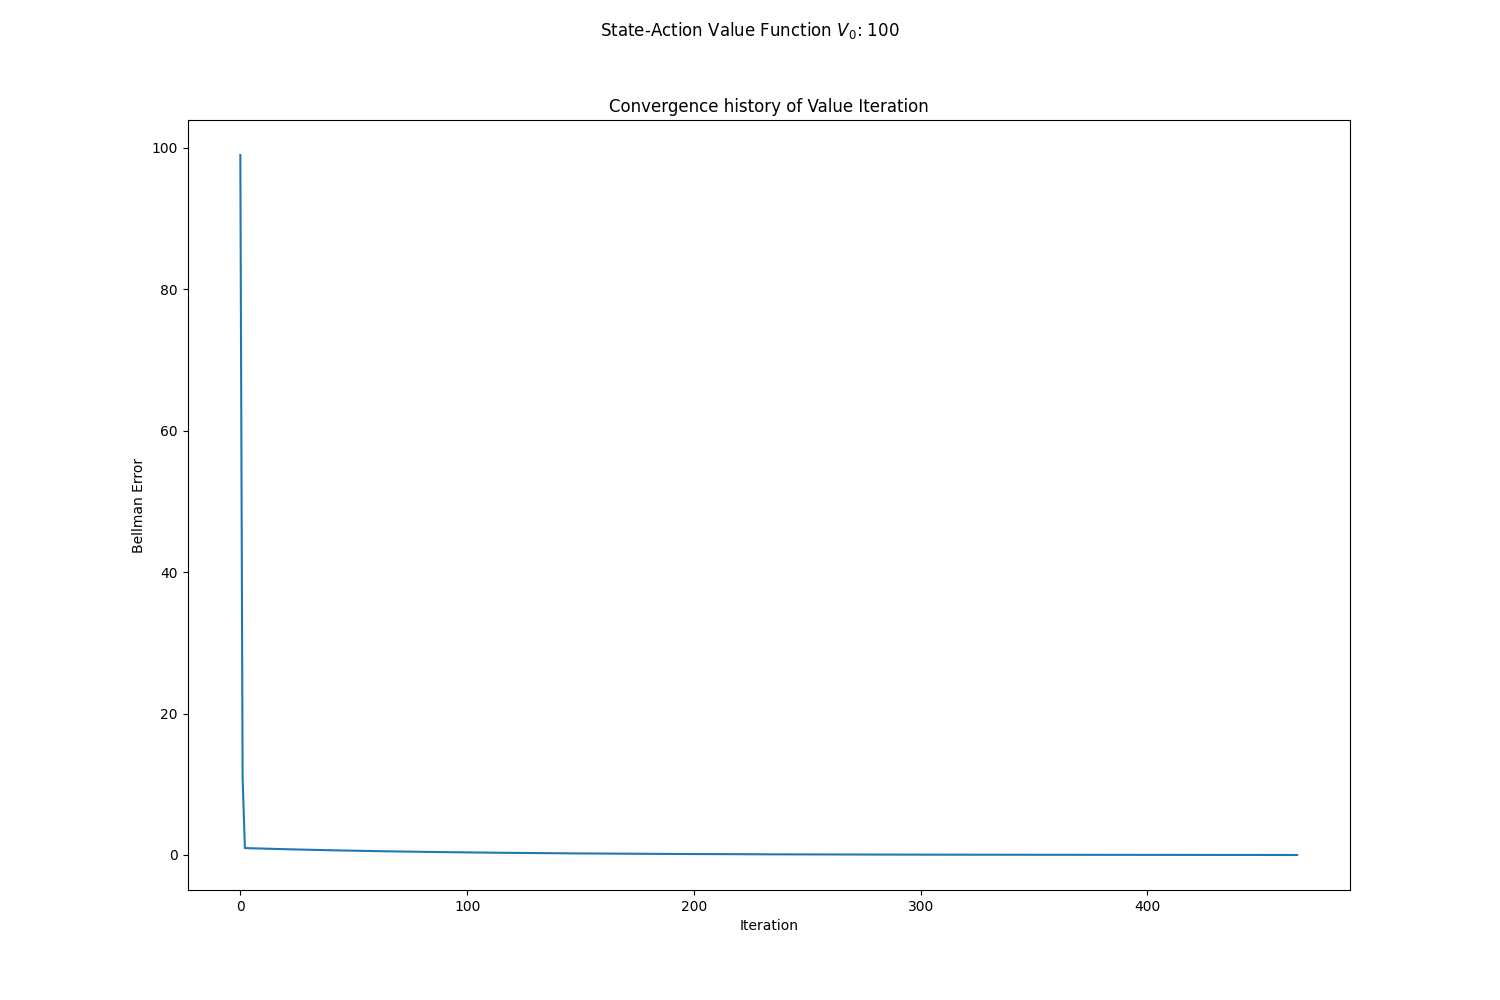 State-Action Value Function $V_0$: 100
Convergence history of Value Iteration
100
80
60
40
20
0
Bellman Error
0 100 200 300 400
Iteration